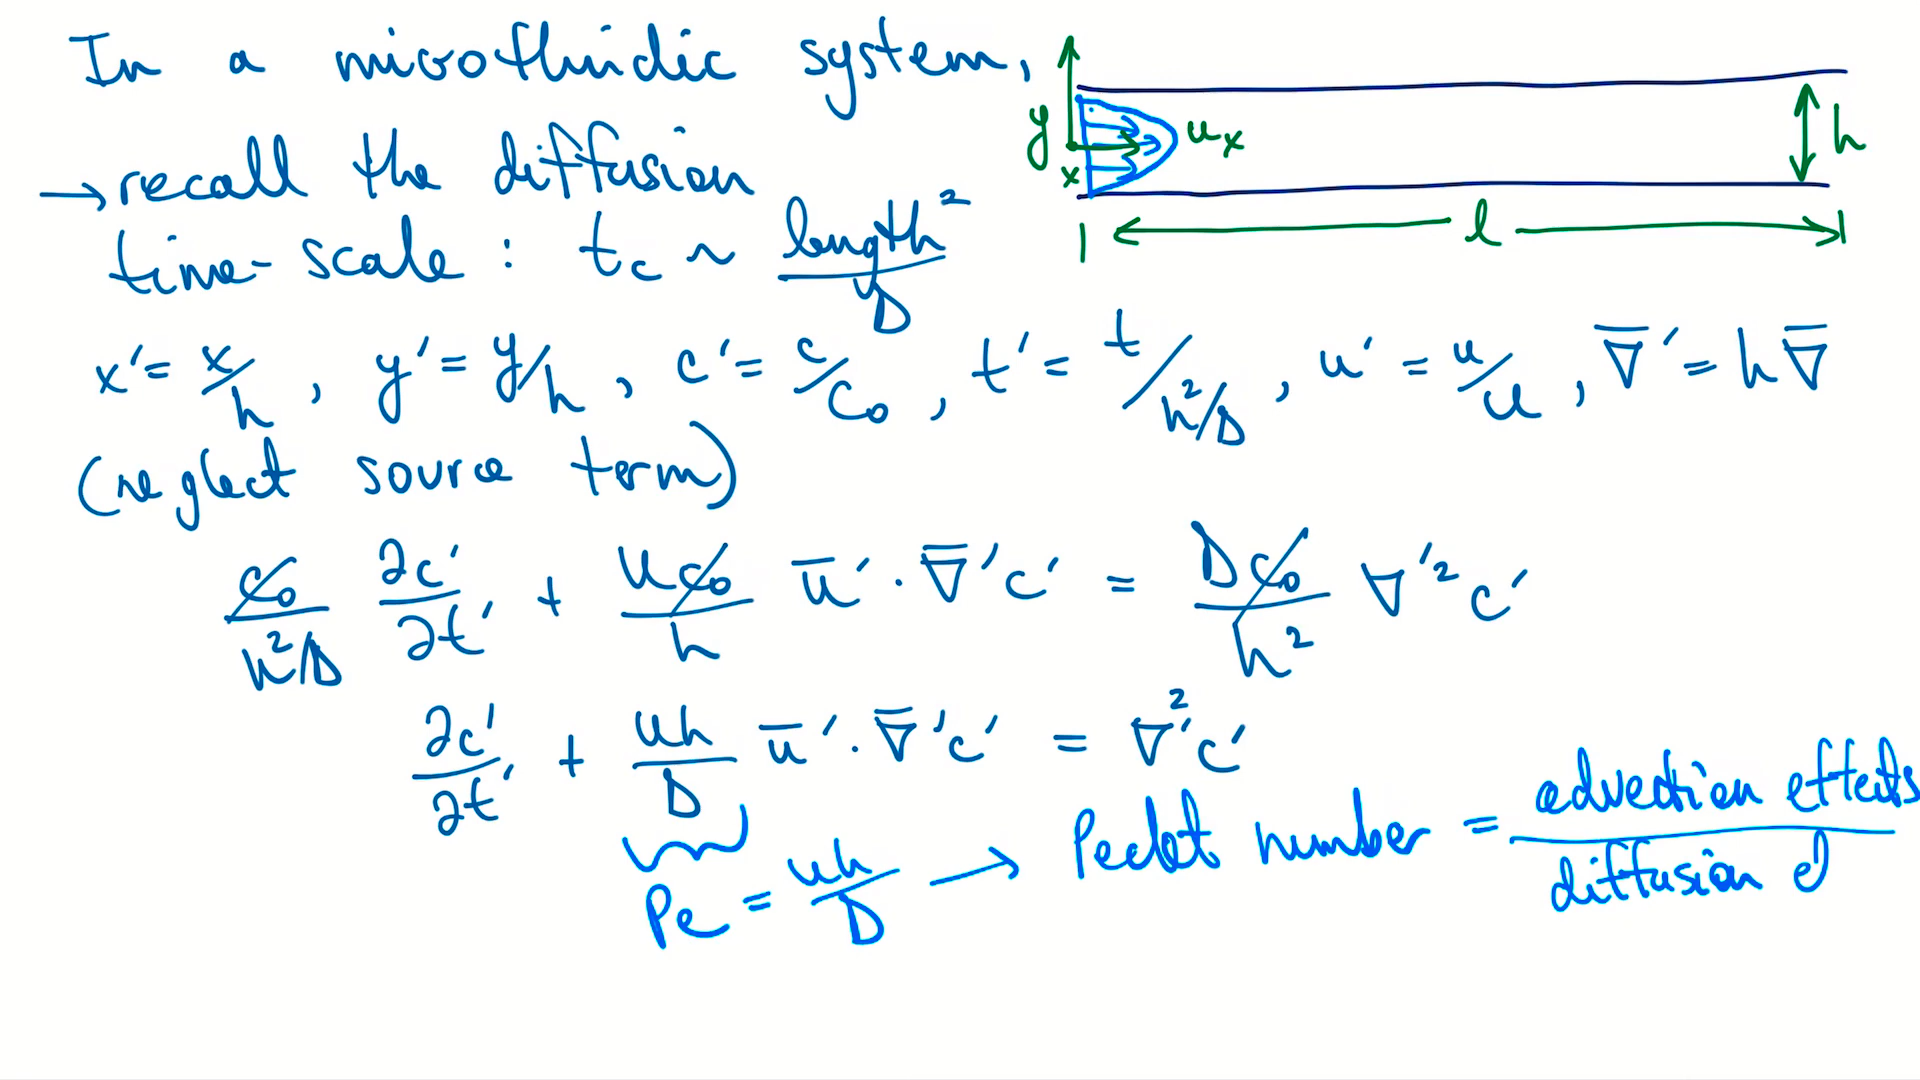 In a microfluidic system,
→ recall the diffusion
time-scale : t_c ~ length²/D
y x u_x h
l
x' = x/h , y' = y/h , c' = c/c₀ , t' = t/h²/D , u' = u/U , ∇̅' = h∇̅
(neglect source term)
c₀/h²/D ∂c'/∂t' + Uc₀/h u̅'·∇̅'c' = Dc₀/h² ∇'²c'
∂c'/∂t' + Uh/D u̅'·∇̅'c' = ∇'²c'
Pe = Uh/D → Peclet number = advection effects/diffusion e